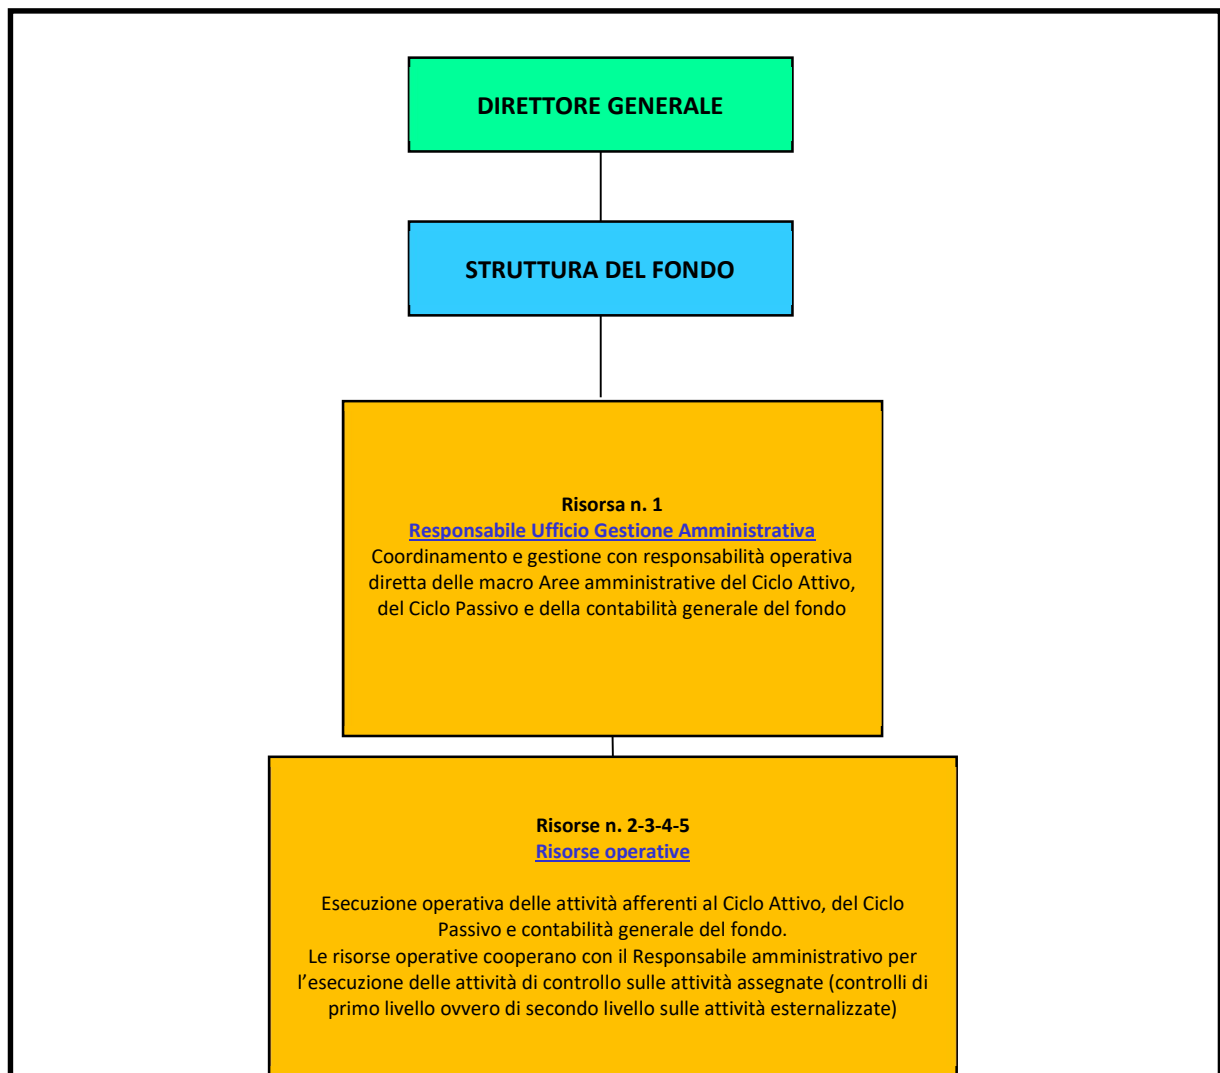 DIRETTORE GENERALE
STRUTTURA DEL FONDO
Risorsa n. 1
Responsabile Ufficio Gestione Amministrativa
Coordinamento e gestione con responsabilità operativa
diretta delle macro Aree amministrative del Ciclo Attivo,
del Ciclo Passivo e della contabilità generale del fondo
Risorse n. 2-3-4-5
Risorse operative
Esecuzione operativa delle attività afferenti al Ciclo Attivo, del Ciclo
Passivo e contabilità generale del fondo.
Le risorse operative cooperano con il Responsabile amministrativo per
l’esecuzione delle attività di controllo sulle attività assegnate (controlli di
primo livello ovvero di secondo livello sulle attività esternalizzate)